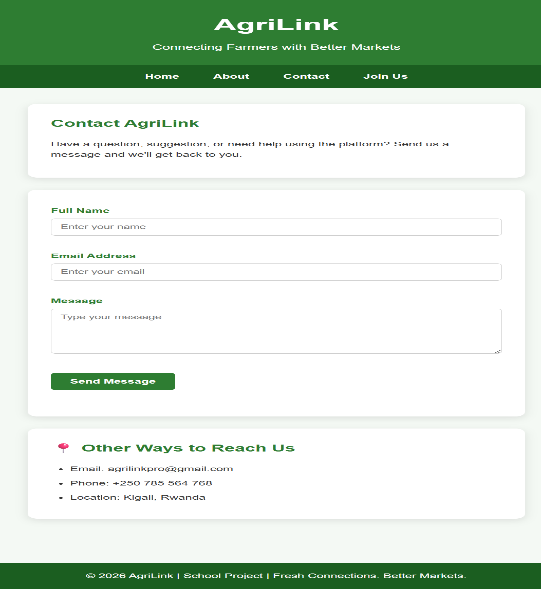 AgriLink
Connecting Farmers with Better Markets
Home About Contact Join Us
Contact AgriLink
Have a question, suggestion, or need help using the platform? Send us a
message and we'll get back to you.
Full Name
Enter your name
Email Address
Enter your email
Message
Type your message
Send Message
Other Ways to Reach Us
• Email: agrilinkpro@gmail.com
• Phone: +250 785 564 768
• Location: Kigali, Rwanda
© 2026 AgriLink | School Project | Fresh Connections. Better Markets.